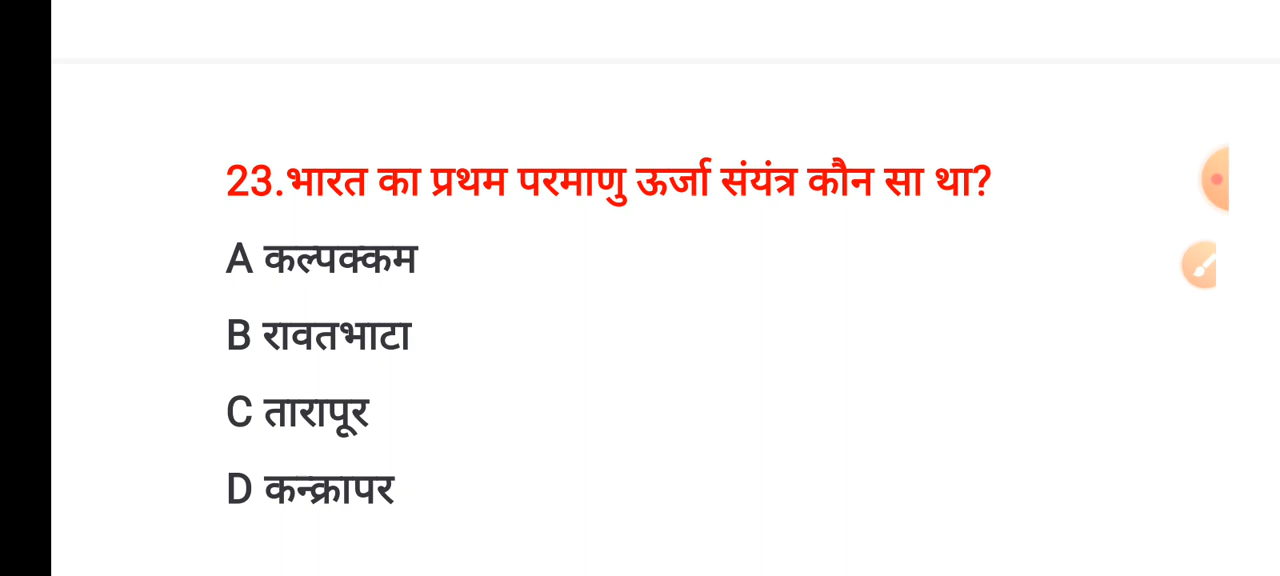 23.भारत का प्रथम परमाणु ऊर्जा संयंत्र कौन सा था?
A कल्पक्कम
B रावतभाटा
C तारापूर
D कन्क्रापर